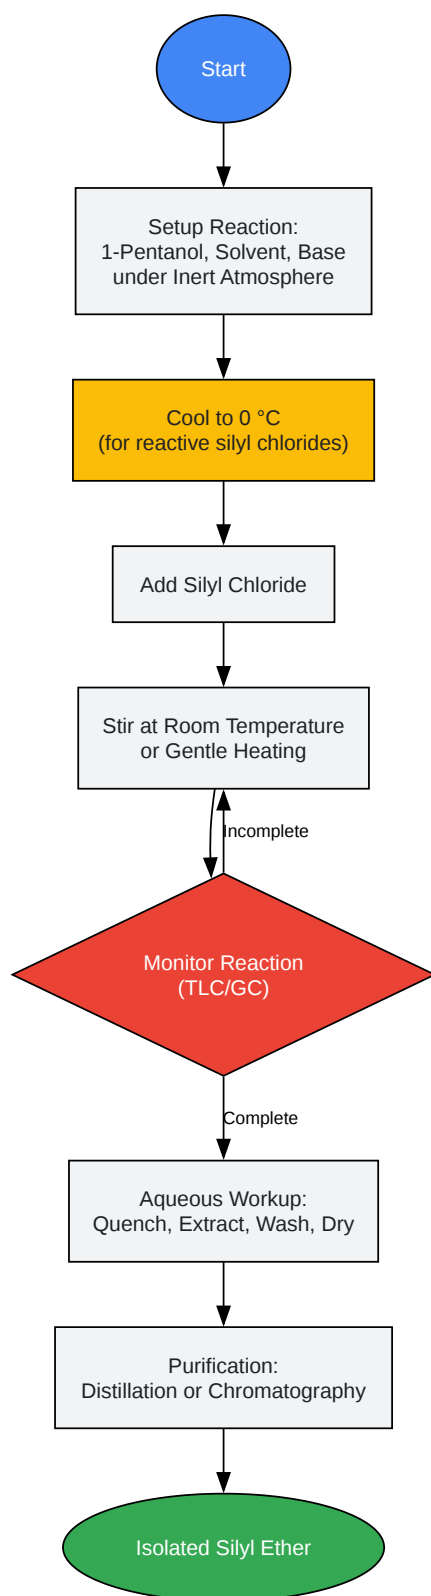 Start
Setup Reaction:
1-Pentanol, Solvent, Base
under Inert Atmosphere
Cool to 0 °C
(for reactive silyl chlorides)
Add Silyl Chloride
Stir at Room Temperature
or Gentle Heating
Incomplete
Monitor Reaction
(TLC/GC)
Complete
Aqueous Workup:
Quench, Extract, Wash, Dry
Purification:
Distillation or Chromatography
Isolated Silyl Ether